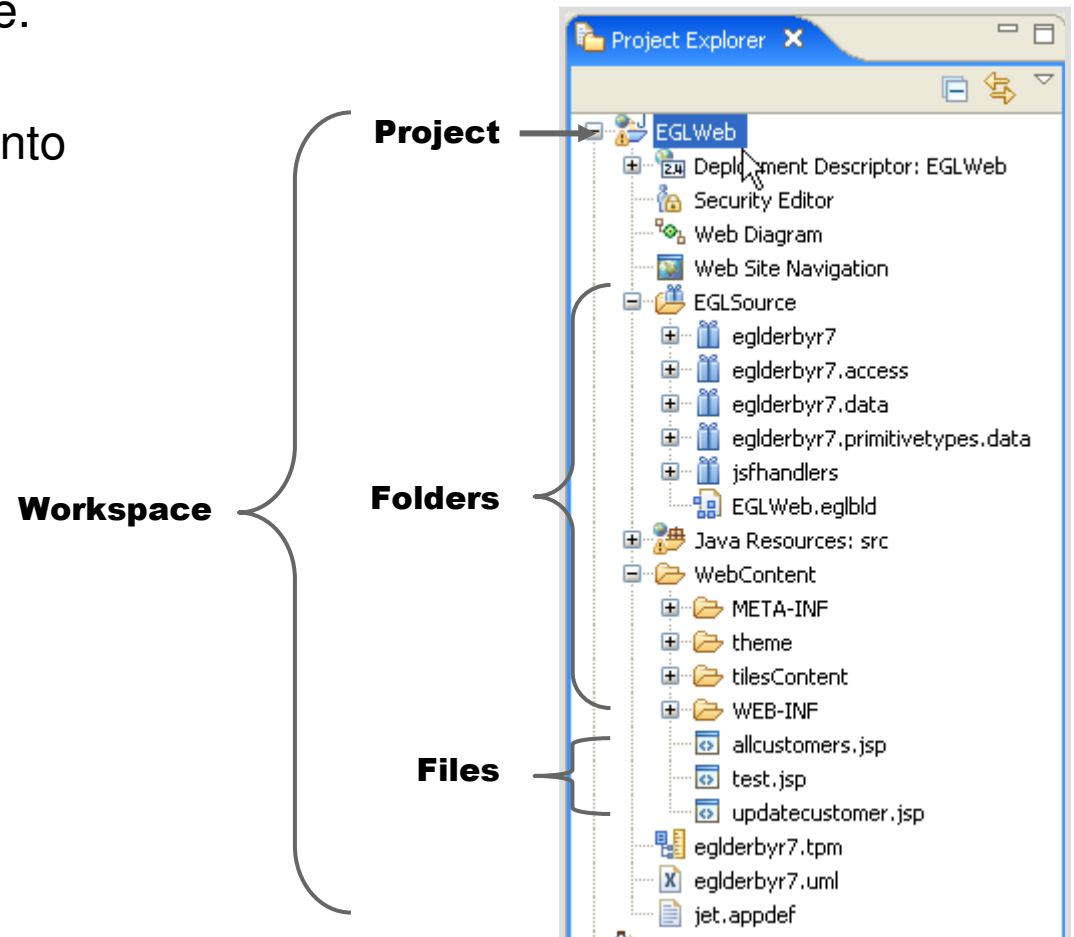 e.
nto
Project Explorer
Project
EGLWeb
Deployment Descriptor: EGLWeb
Security Editor
Web Diagram
Web Site Navigation
EGLSource
eglderbyr7
eglderbyr7.access
eglderbyr7.data
eglderbyr7.primitivetypes.data
jsfhandlers
Workspace
Folders
EGLWeb.eglbld
Java Resources: src
WebContent
META-INF
theme
tilesContent
WEB-INF
allcustomers.jsp
Files
test.jsp
updatecustomer.jsp
eglderbyr7.tpm
eglderbyr7.uml
jet.appdef